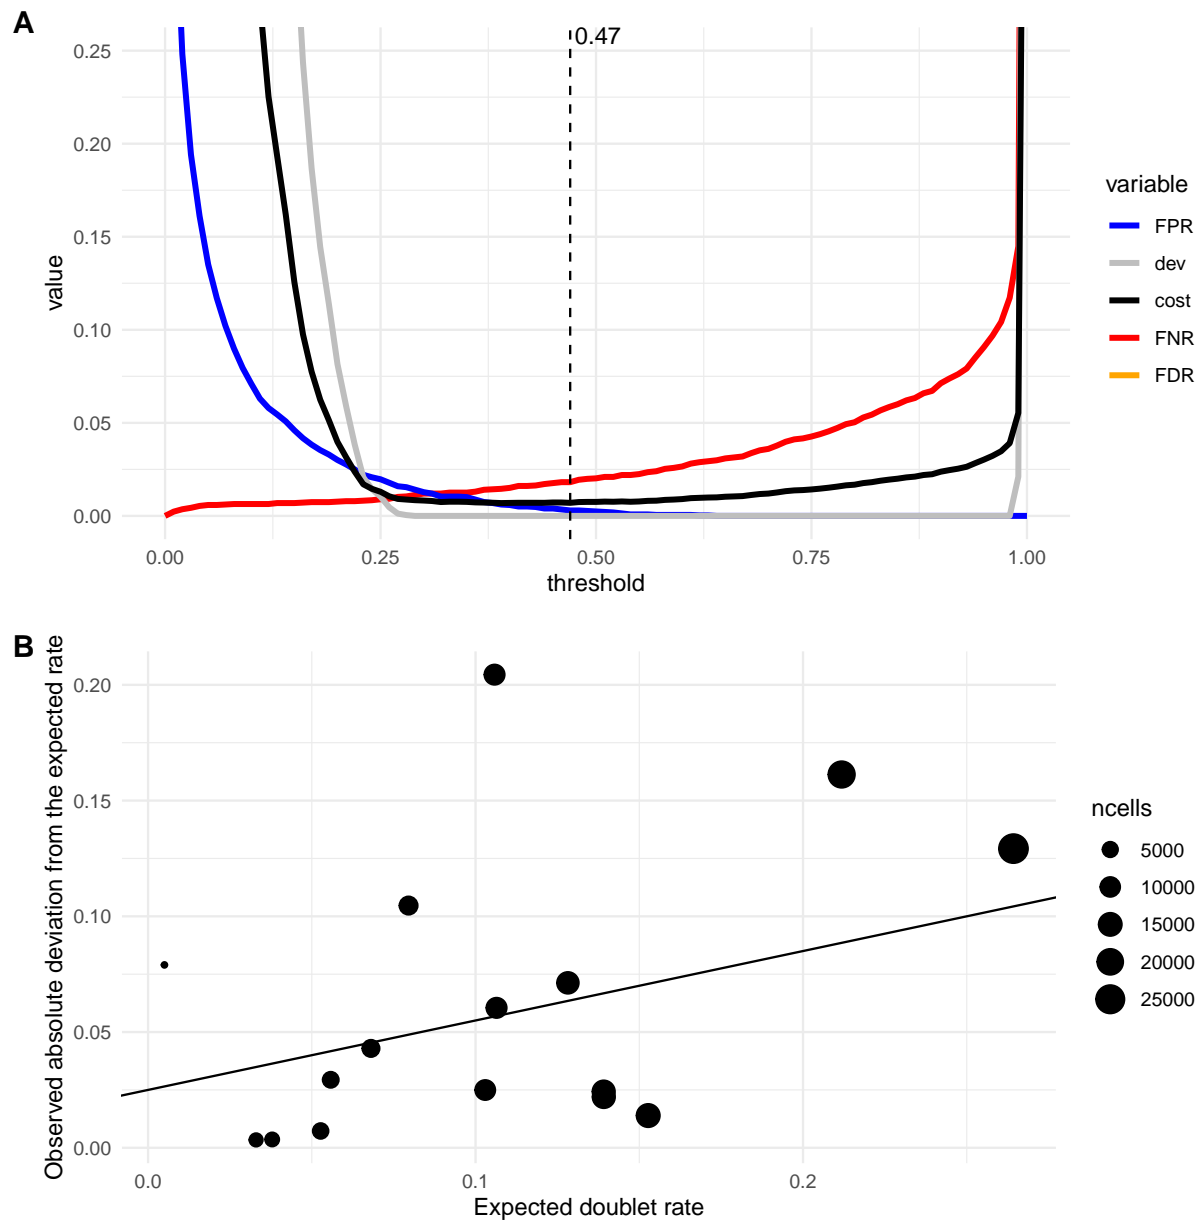 A
0.47
0.25
0.20
0.15
0.10
0.05
0.00
value
0.00 0.25 0.50 0.75 1.00
threshold
variable
FPR
dev
cost
FNR
FDR
B
Observed absolute deviation from the expected rate
0.20
0.15
0.10
0.05
0.00
0.0 0.1 0.2
Expected doublet rate
ncells
5000
10000
15000
20000
25000